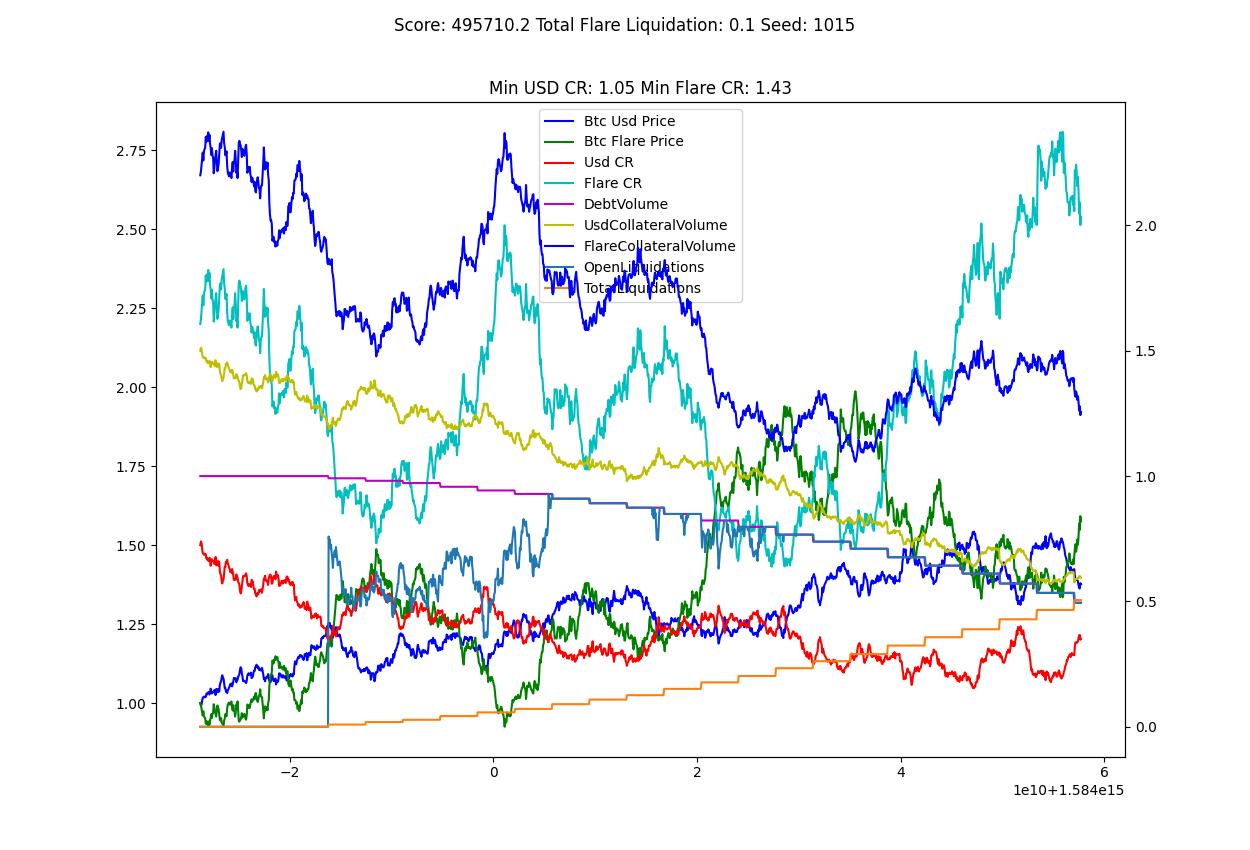 Score: 495710.2 Total Flare Liquidation: 0.1 Seed: 1015
Min USD CR: 1.05 Min Flare CR: 1.43
Btc Usd Price
Btc Flare Price
Usd CR
Flare CR
DebtVolume
UsdCollateralVolume
FlareCollateralVolume
OpenLiquidations
TotalLiquidations
2.75
2.50
2.25
2.00
1.75
1.50
1.25
1.00
2.0
1.5
1.0
0.5
0.0
−2
0
2
4
6
1e10+1.584e15